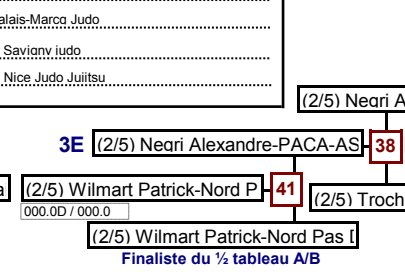 alais-Marcq Judo
Savigny judo
Nice Judo Jujitsu
(2/5) Negri A
3E (2/5) Negri Alexandre-PACA-AS 38
a (2/5) Wilmart Patrick-Nord P 41 (2/5) Troch
000.0D / 000.0
(2/5) Wilmart Patrick-Nord Pas
Finaliste du ½ tableau A/B